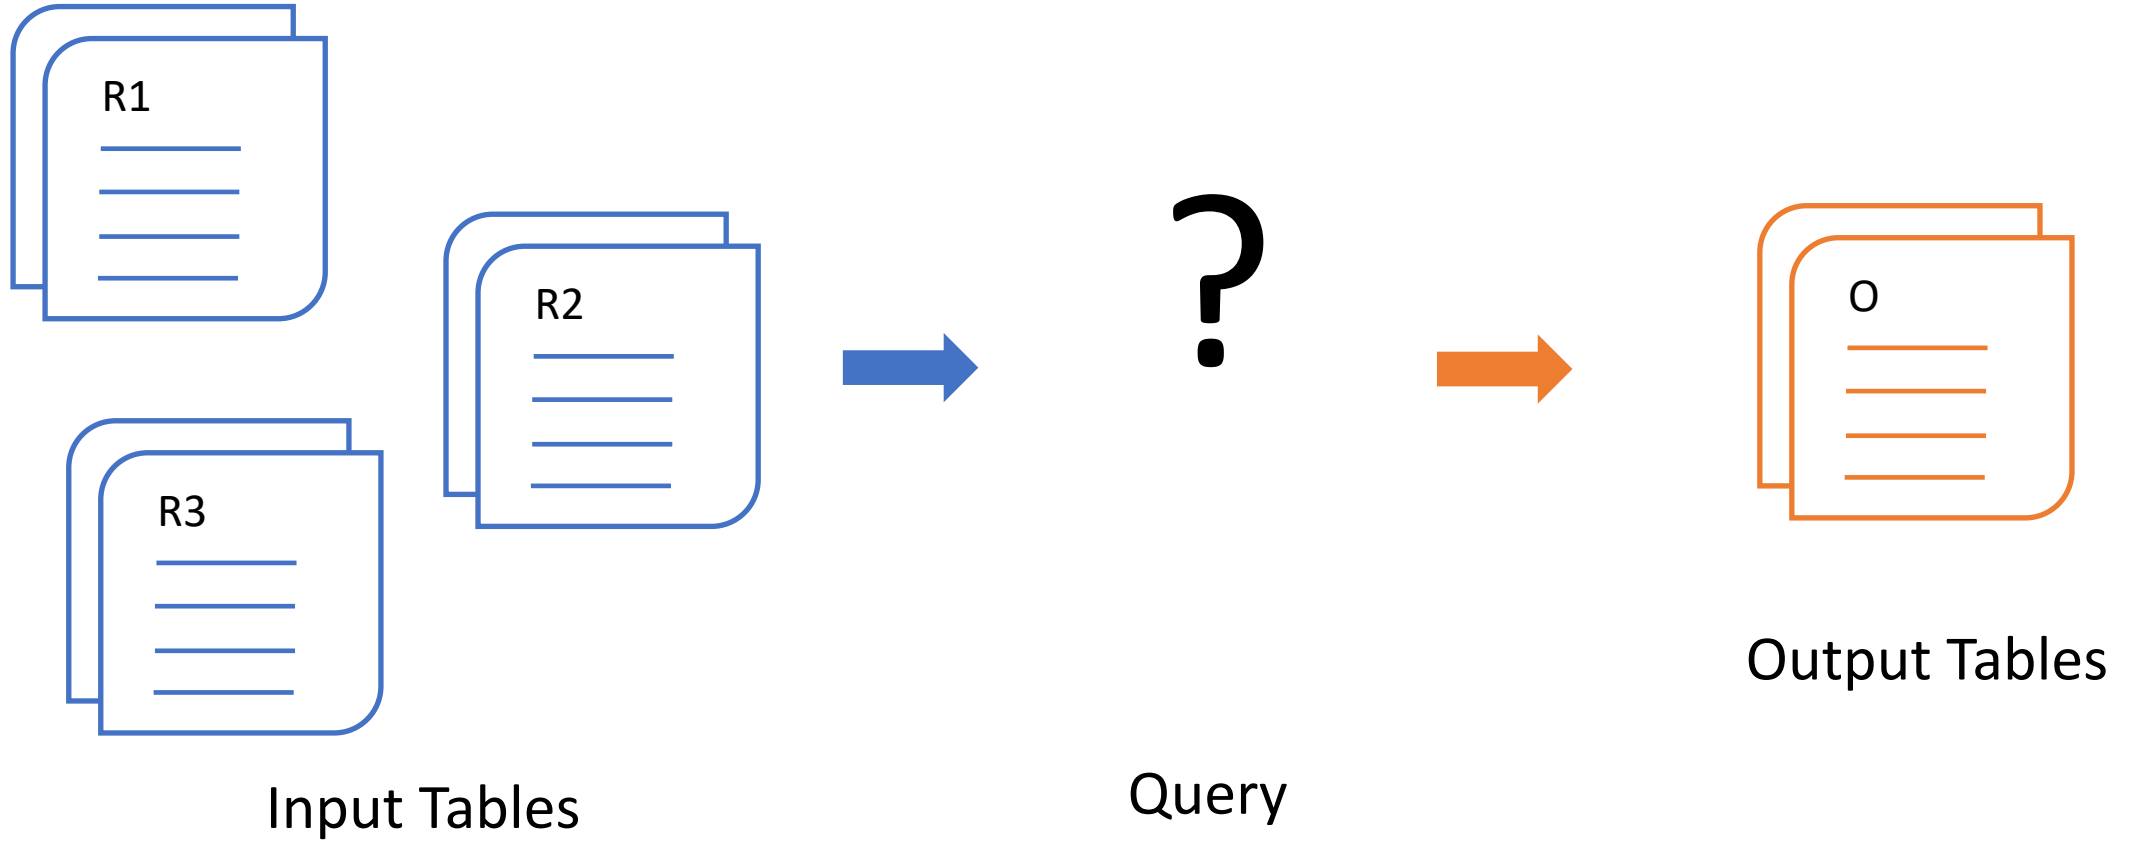 R1
R2
R3
Input Tables
?
Query
O
Output Tables